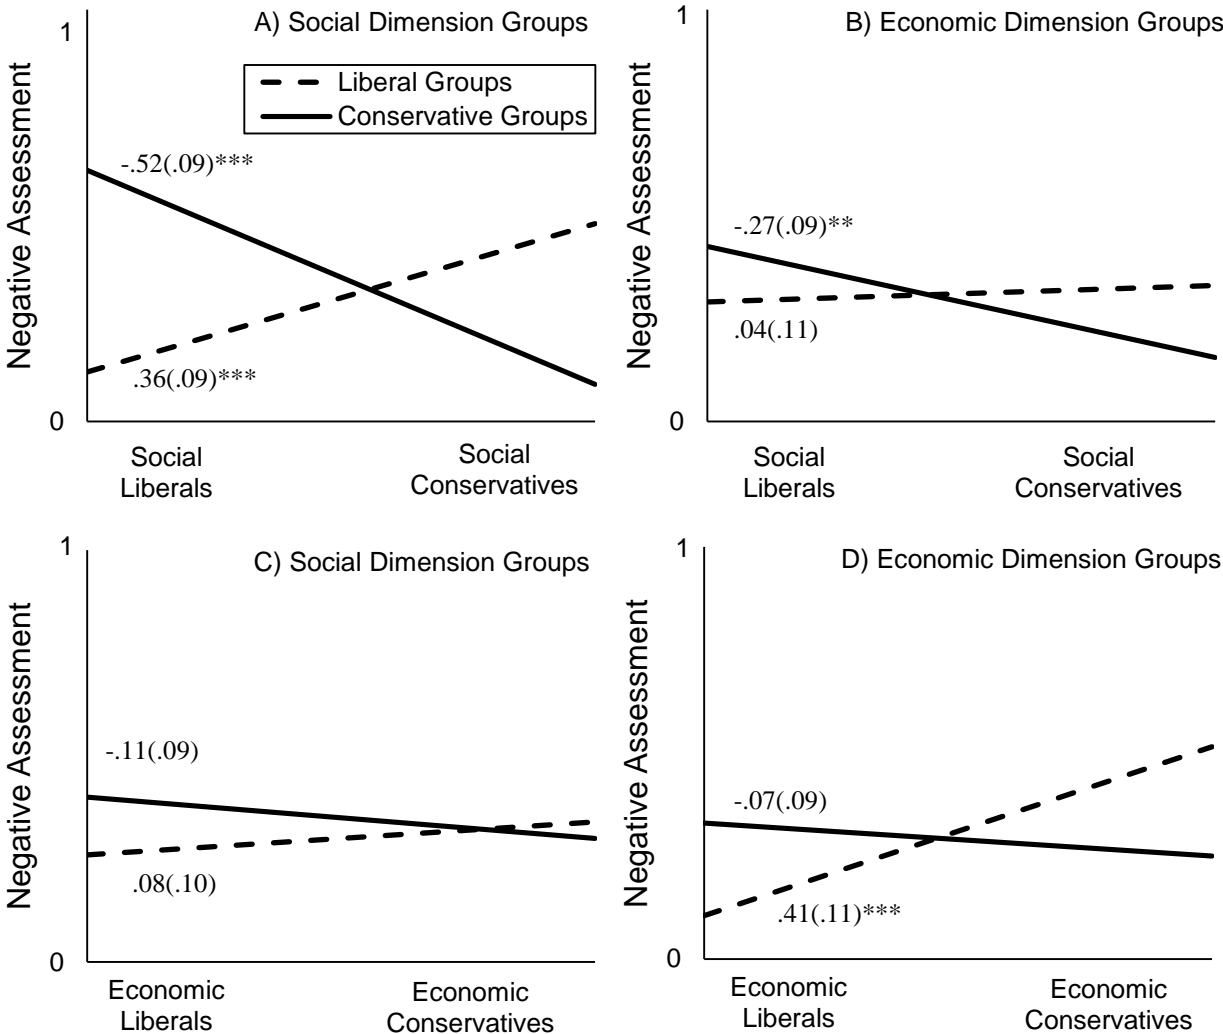 A) Social Dimension Groups
1
Liberal Groups
Conservative Groups
Negative Assessment
-.52(.09)***
.36(.09)***
0
Social
Liberals
Social
Conservatives
B) Economic Dimension Groups
1
Negative Assessment
-.27(.09)**
.04(.11)
0
Social
Liberals
Social
Conservatives
C) Social Dimension Groups
1
Negative Assessment
-.11(.09)
.08(.10)
0
Economic
Liberals
Economic
Conservatives
D) Economic Dimension Groups
1
Negative Assessment
-.07(.09)
.41(.11)***
0
Economic
Liberals
Economic
Conservatives